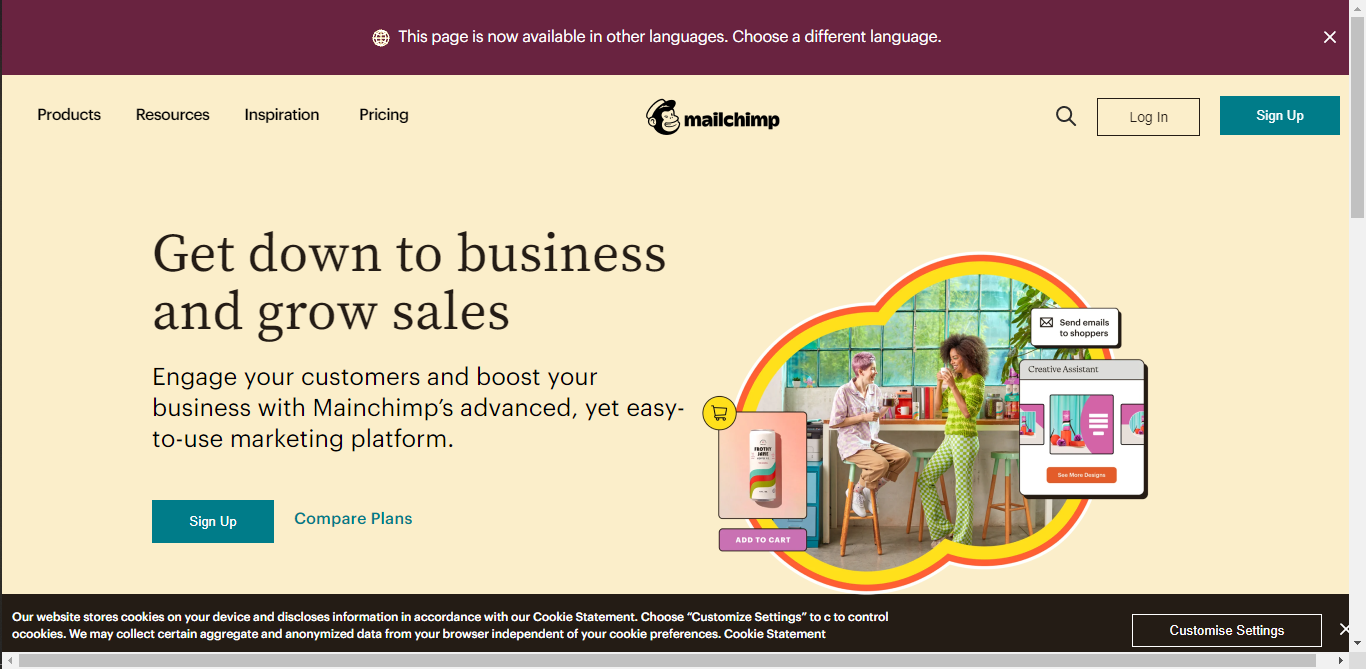 This page is now available in other languages. Choose a different language.
Products Resources Inspiration Pricing
mailchimp
Log In
Sign Up
Get down to business
and grow sales
Engage your customers and boost your
business with Mainchimp’s advanced, yet easy-
to-use marketing platform.
Sign Up
Compare Plans
Send emails
to shoppers
Creative Assistant
See More Designs
FROTHY
JAVE
ADD TO CART
Our website stores cookies on your device and discloses information in accordance with our Cookie Statement. Choose “Customize Settings” to c to control
ocookies. We may collect certain aggregate and anonymized data from your browser independent of your cookie preferences. Cookie Statement
Customise Settings